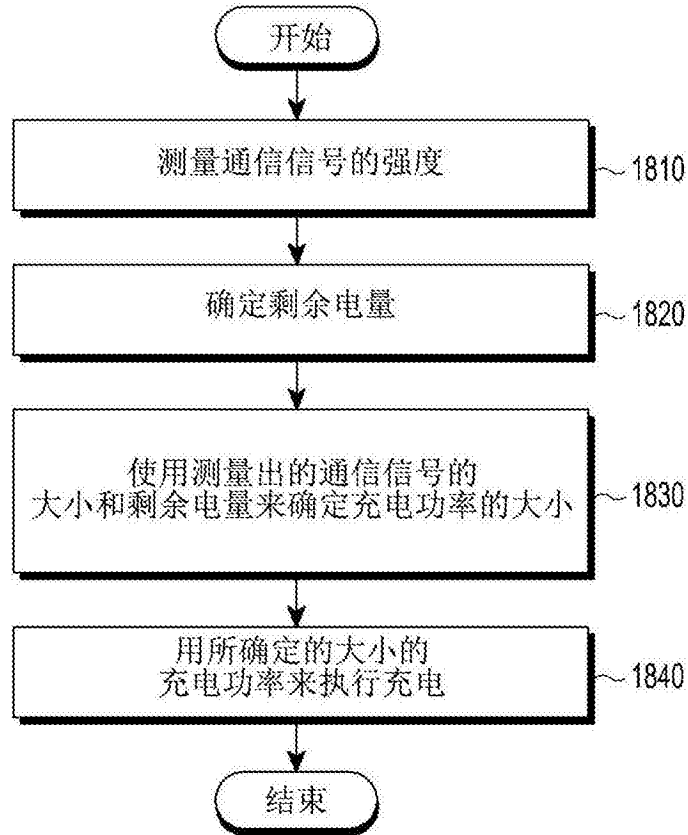 开始
测量通信信号的强度
1810
确定剩余电量
1820
使用测量出的通信信号的
大小和剩余电量来确定充电功率的大小
1830
用所确定的大小的
充电功率来执行充电
1840
结束